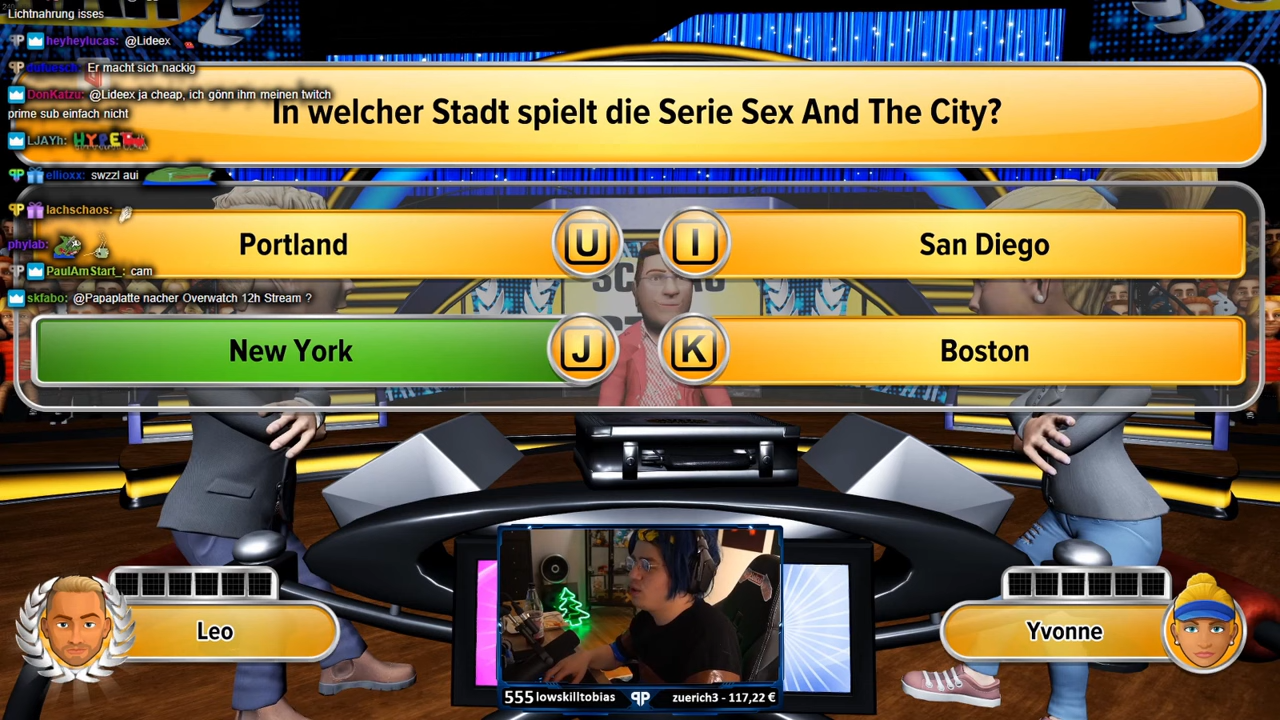 Lichtnahrung isses
heyheylucas: @Lideex
Er macht sich nackig
DonKatzu: @Lideex ja cheap, ich gönn ihm meinen twitch
prime sub einfach nicht
LJAYh: HYPE
ellioxx: swzzl aui
lachschaos:
phylab:
PaulAmStart_: cam
skfabo: @Papaplatte nacher Overwatch 12h Stream ?
In welcher Stadt spielt die Serie Sex And The City?
Portland U I San Diego
New York J K Boston
Leo
Yvonne
555 lowskilltobias PP zuerich3 - 117,22 €